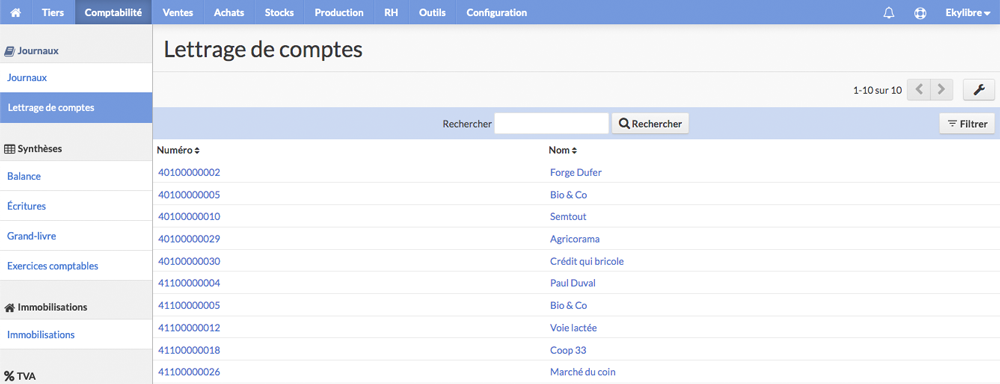 Tiers Comptabilité Ventes Achats Stocks Production RH Outils Configuration Ekylibre
Journaux
Journaux
Lettrage de comptes
Synthèses
Balance
Écritures
Grand-livre
Exercices comptables
Immobilisations
Immobilisations
TVA
Lettrage de comptes
1-10 sur 10
Rechercher Rechercher Filtrer
Numéro Nom
40100000002 Forge Dufer
40100000005 Bio & Co
40100000010 Semtout
40100000029 Agricorama
40100000030 Crédit qui bricole
41100000004 Paul Duval
41100000005 Bio & Co
41100000012 Voie lactée
41100000018 Coop 33
41100000026 Marché du coin